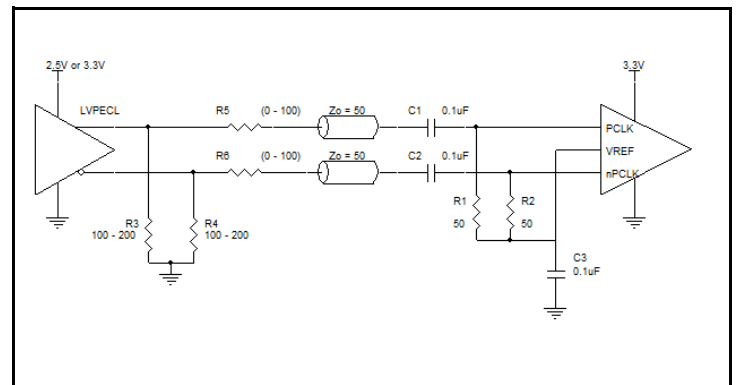 2.5V or 3.3V
3.3V
LVPECL
R5 (0 - 100) Zo = 50 C1 0.1uF
PCLK
VREF
R6 (0 - 100) Zo = 50 C2 0.1uF
nPCLK
R3
100 - 200
R4
100 - 200
R1
50
R2
50
C3
0.1uF